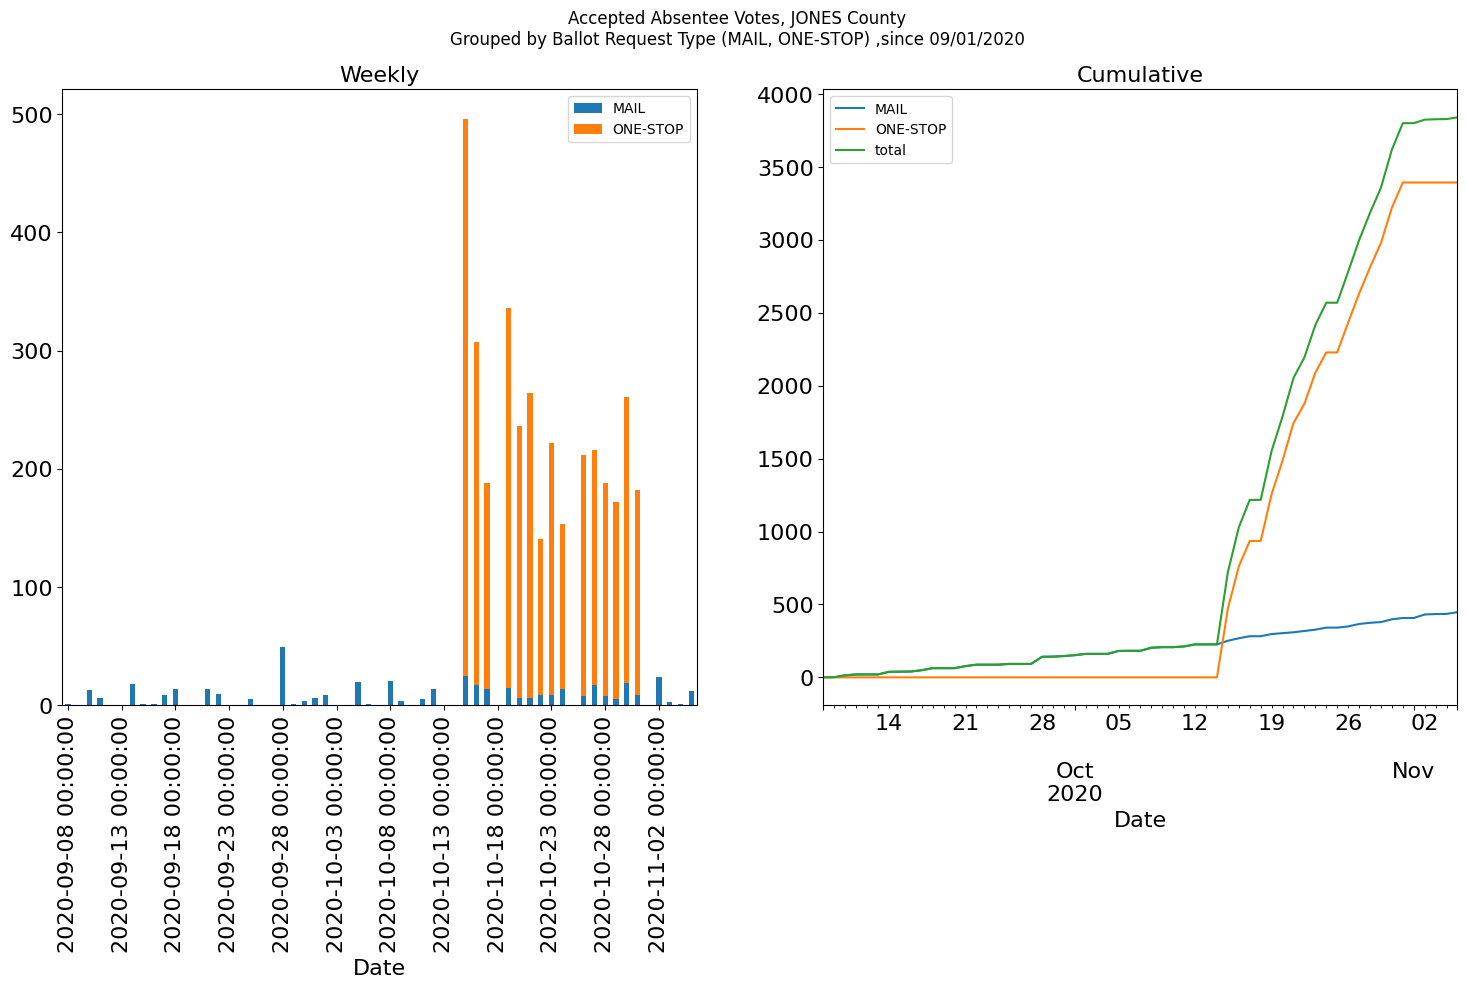 Accepted Absentee Votes, JONES County
Grouped by Ballot Request Type (MAIL, ONE-STOP) ,since 09/01/2020
Weekly
500
400
300
200
100
0
MAIL
ONE-STOP
2020-09-08 00:00:00
2020-09-13 00:00:00
2020-09-18 00:00:00
2020-09-23 00:00:00
2020-09-28 00:00:00
2020-10-03 00:00:00
2020-10-08 00:00:00
2020-10-13 00:00:00
2020-10-18 00:00:00
2020-10-23 00:00:00
2020-10-28 00:00:00
2020-11-02 00:00:00
Date
Cumulative
4000
3500
3000
2500
2000
1500
1000
500
0
MAIL
ONE-STOP
total
14 21 28 05 12 19 26 02
Oct Nov
2020
Date